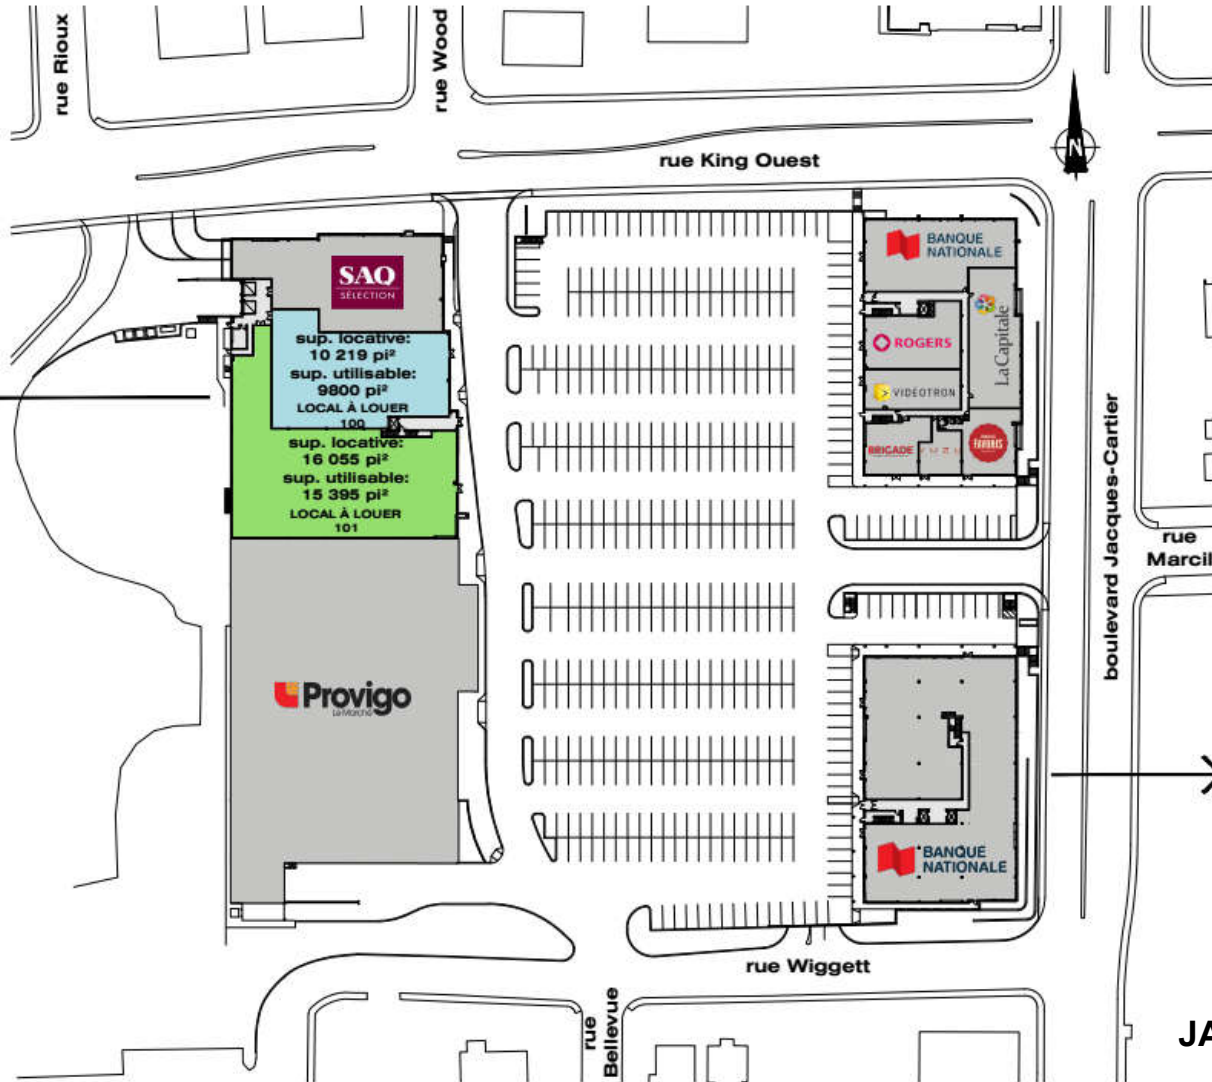 rue Rioux
rue Wood
rue King Ouest
N
SAQ
SÉLECTION
sup. locative:
10 219 pi²
sup. utilisable:
9800 pi²
LOCAL À LOUER
100
sup. locative:
16 055 pi²
sup. utilisable:
15 395 pi²
LOCAL À LOUER
101
Provigo
Le Marché
BANQUE
NATIONALE
La Capitale
ROGERS
VIDEOTRON
BRIGADE
FAVORIS
boulevard Jacques-Cartier
rue
Marcil
BANQUE
NATIONALE
rue Wiggett
rue
Bellevue
JA